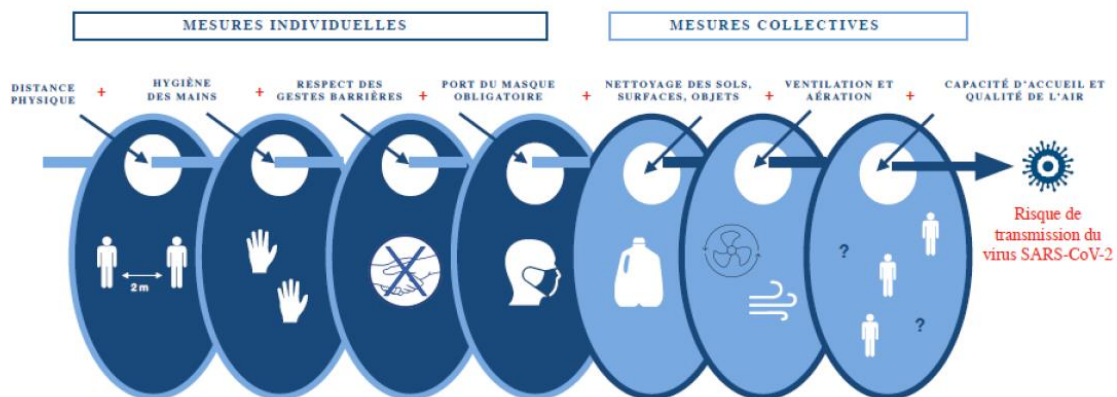 MESURES INDIVIDUELLES
MESURES COLLECTIVES
DISTANCE
PHYSIQUE
+
HYGIÈNE
DES MAINS
+
RESPECT DES
GESTES BARRIÈRES
+
PORT DU MASQUE
OBLIGATOIRE
+
NETTOYAGE DES SOLS,
SURFACES, OBJETS
+
VENTILATION ET
AÉRATION
+
CAPACITÉ D'ACCUEIL ET
QUALITÉ DE L'AIR
2 m
?
?
Risque de
transmission du
virus SARS-CoV-2